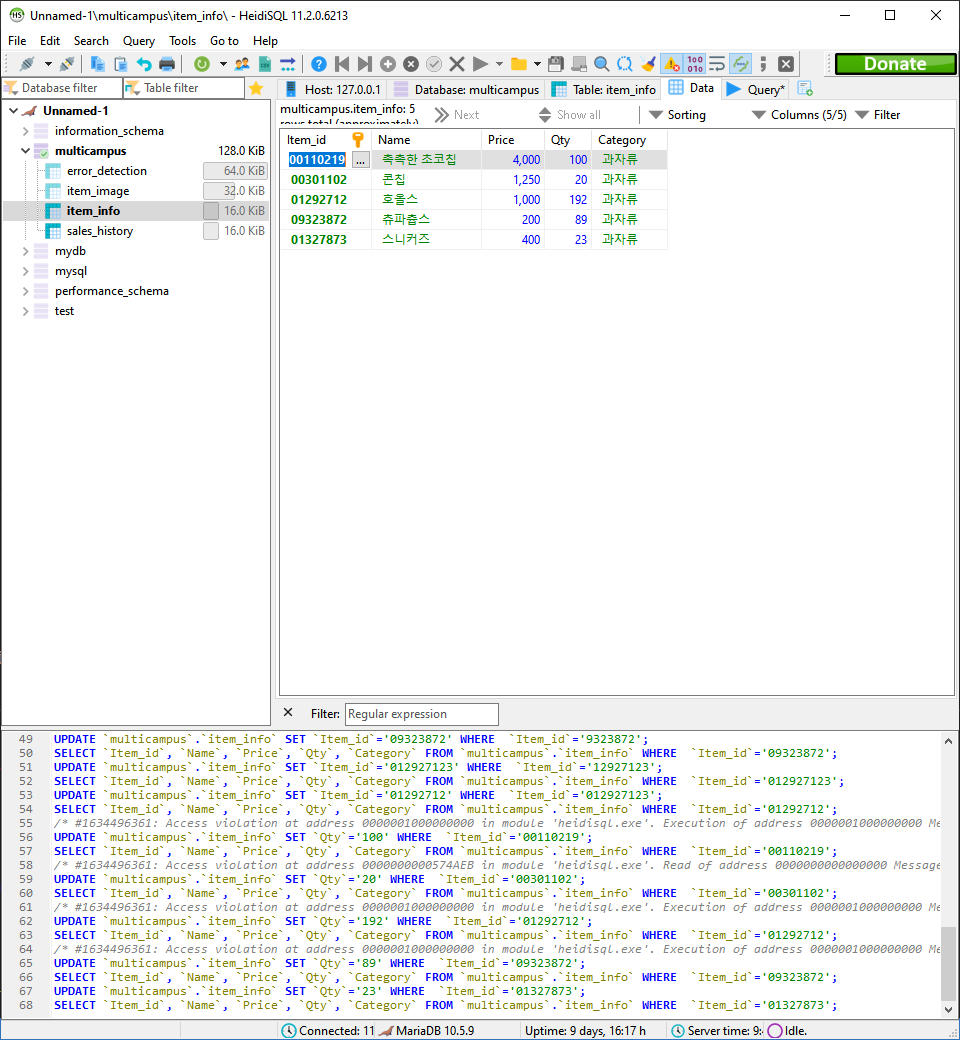 Unnamed-1\multicampus\item_info\ - HeidiSQL 11.2.0.6213
File Edit Search Query Tools Go to Help
Donate
Database filter Table filter
Host: 127.0.0.1 Database: multicampus Table: item_info Data Query*
Unnamed-1
information_schema
multicampus 128.0 KiB
error_detection 64.0 KiB
item_image 32.0 KiB
item_info 16.0 KiB
sales_history 16.0 KiB
mydb
mysql
performance_schema
test
multicampus.item_info: 5 rows total (approximately)
Next Show all Sorting Columns (5/5) Filter
Item_id Name Price Qty Category
00110219 ... 촉촉한 초코칩 4,000 100 과자류
00301102 콘칩 1,250 20 과자류
01292712 호올스 1,000 192 과자류
09323872 츄파춥스 200 89 과자류
01327873 스니커즈 400 23 과자류
Filter: Regular expression
49 UPDATE `multicampus`.`item_info` SET `Item_id`='09323872' WHERE  `Item_id`='9323872';
50 SELECT `Item_id`, `Name`, `Price`, `Qty`, `Category` FROM `multicampus`.`item_info` WHERE  `Item_id`='09323872';
51 UPDATE `multicampus`.`item_info` SET `Item_id`='012927123' WHERE  `Item_id`='12927123';
52 SELECT `Item_id`, `Name`, `Price`, `Qty`, `Category` FROM `multicampus`.`item_info` WHERE  `Item_id`='012927123';
53 UPDATE `multicampus`.`item_info` SET `Item_id`='01292712' WHERE  `Item_id`='012927123';
54 SELECT `Item_id`, `Name`, `Price`, `Qty`, `Category` FROM `multicampus`.`item_info` WHERE  `Item_id`='01292712';
55 /* #1634496361: Access violation at address 0000001000000000 in module 'heidisql.exe'. Execution of address 0000001000000000 Me
56 UPDATE `multicampus`.`item_info` SET `Qty`='100' WHERE  `Item_id`='00110219';
57 SELECT `Item_id`, `Name`, `Price`, `Qty`, `Category` FROM `multicampus`.`item_info` WHERE  `Item_id`='00110219';
58 /* #1634496361: Access violation at address 0000000000574AEB in module 'heidisql.exe'. Read of address 0000000000000000 Message
59 UPDATE `multicampus`.`item_info` SET `Qty`='20' WHERE  `Item_id`='00301102';
60 SELECT `Item_id`, `Name`, `Price`, `Qty`, `Category` FROM `multicampus`.`item_info` WHERE  `Item_id`='00301102';
61 /* #1634496361: Access violation at address 0000001000000000 in module 'heidisql.exe'. Execution of address 0000001000000000 Me
62 UPDATE `multicampus`.`item_info` SET `Qty`='192' WHERE  `Item_id`='01292712';
63 SELECT `Item_id`, `Name`, `Price`, `Qty`, `Category` FROM `multicampus`.`item_info` WHERE  `Item_id`='01292712';
64 /* #1634496361: Access violation at address 0000001000000000 in module 'heidisql.exe'. Execution of address 0000001000000000 Me
65 UPDATE `multicampus`.`item_info` SET `Qty`='89' WHERE  `Item_id`='09323872';
66 SELECT `Item_id`, `Name`, `Price`, `Qty`, `Category` FROM `multicampus`.`item_info` WHERE  `Item_id`='09323872';
67 UPDATE `multicampus`.`item_info` SET `Qty`='23' WHERE  `Item_id`='01327873';
68 SELECT `Item_id`, `Name`, `Price`, `Qty`, `Category` FROM `multicampus`.`item_info` WHERE  `Item_id`='01327873';
Connected: 11 MariaDB 10.5.9 Uptime: 9 days, 16:17 h Server time: 9: Idle.